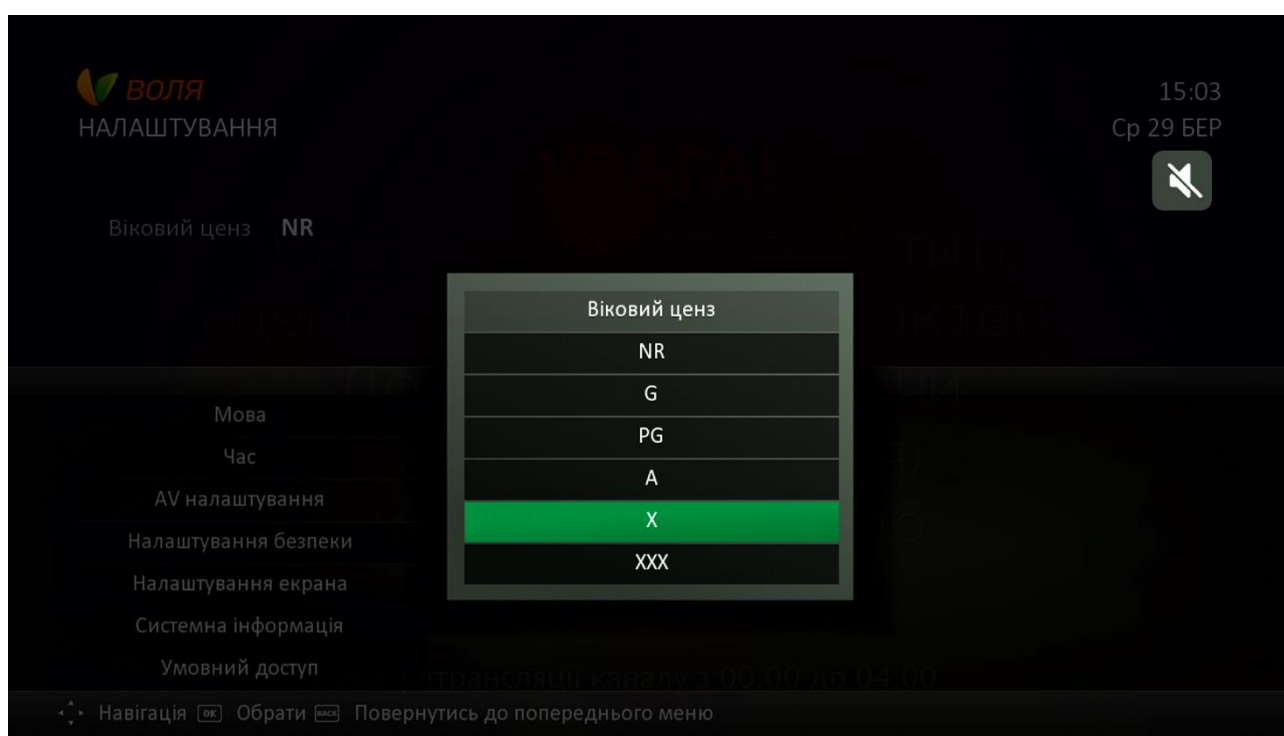 ВОЛЯ
НАЛАШТУВАННЯ
15:03
Ср 29 БЕР
УВАГА!
Віковий ценз NR
Віковий ценз
NR
G
PG
A
X
XXX
Мова
Час
AV налаштування
Налаштування безпеки
Налаштування екрана
Системна інформація
Умовний доступ
трансляції каналу з 00:00 до 04:00
Навігація OK Обрати BACK Повернутись до попереднього меню